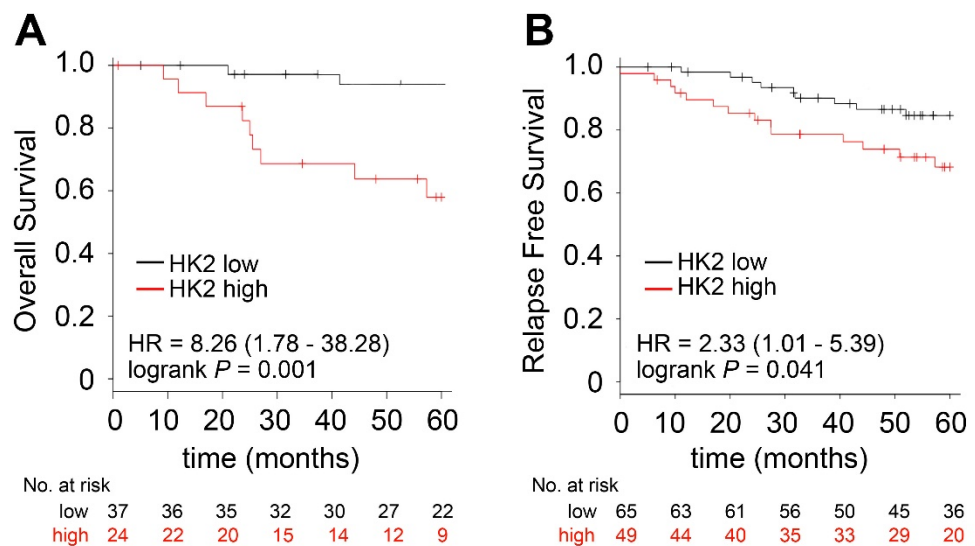 A
Overall Survival
1.0
0.8
0.6
0.4
0.2
0
HK2 low
HK2 high
HR = 8.26 (1.78 - 38.28)
logrank P = 0.001
0 10 20 30 40 50 60
time (months)
No. at risk
low 37 36 35 32 30 27 22
high 24 22 20 15 14 12 9
B
Relapse Free Survival
1.0
0.8
0.6
0.4
0.2
0
HK2 low
HK2 high
HR = 2.33 (1.01 - 5.39)
logrank P = 0.041
0 10 20 30 40 50 60
time (months)
No. at risk
low 65 63 61 56 50 45 36
high 49 44 40 35 33 29 20